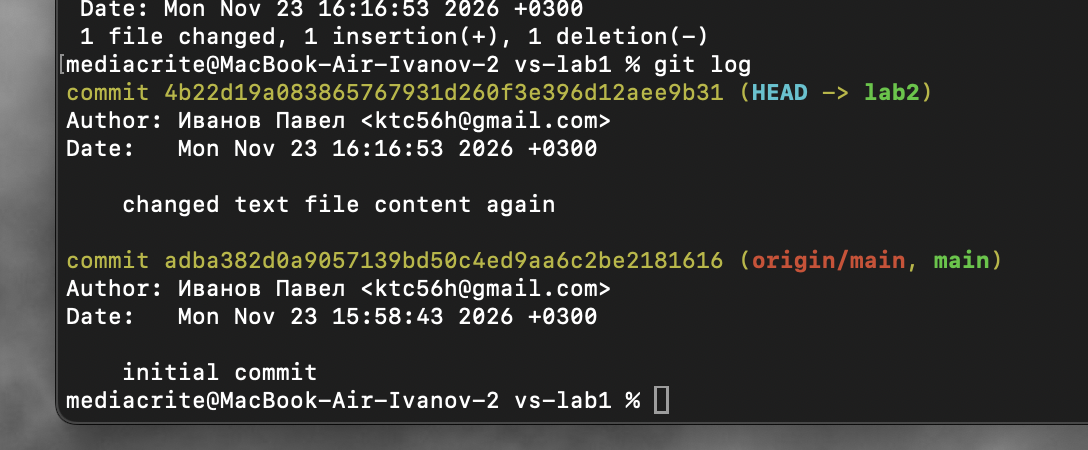 Date: Mon Nov 23 16:16:53 2026 +0300
1 file changed, 1 insertion(+), 1 deletion(-)
[mediacrite@MacBook-Air-Ivanov-2 vs-lab1 % git log
commit 4b22d19a083865767931d260f3e396d12aee9b31 (HEAD -> lab2)
Author: Иванов Павел <ktc56h@gmail.com>
Date:   Mon Nov 23 16:16:53 2026 +0300
changed text file content again
commit adba382d0a9057139bd50c4ed9aa6c2be2181616 (origin/main, main)
Author: Иванов Павел <ktc56h@gmail.com>
Date:   Mon Nov 23 15:58:43 2026 +0300
initial commit
mediacrite@MacBook-Air-Ivanov-2 vs-lab1 %